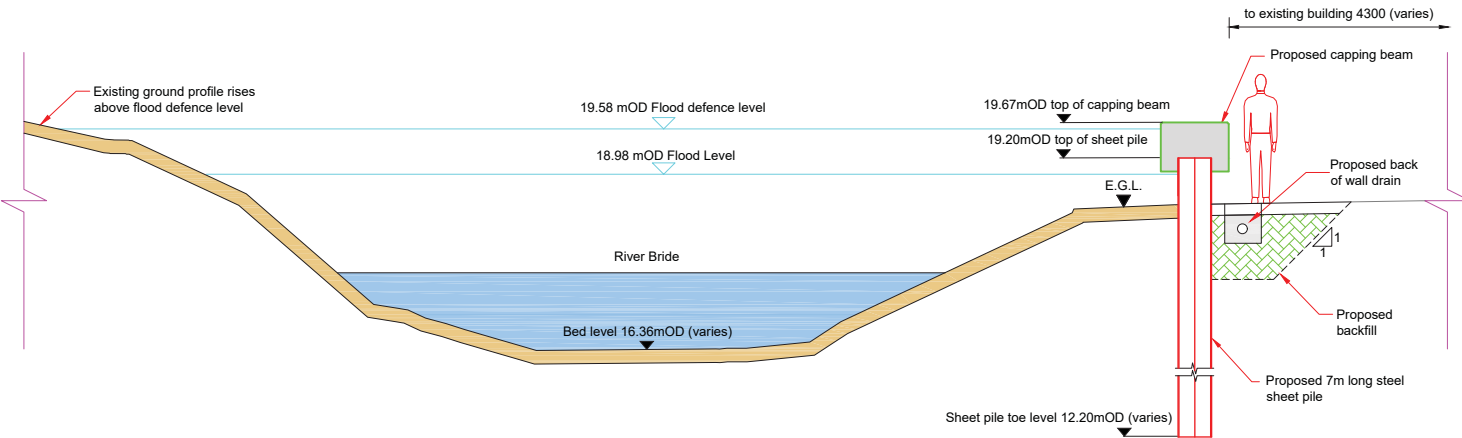 to existing building 4300 (varies)
Proposed capping beam
Existing ground profile rises
above flood defence level
19.58 mOD Flood defence level
19.67mOD top of capping beam
19.20mOD top of sheet pile
18.98 mOD Flood Level
Proposed back
of wall drain
E.G.L.
1
1
River Bride
Proposed
backfill
Bed level 16.36mOD (varies)
Proposed 7m long steel
sheet pile
Sheet pile toe level 12.20mOD (varies)